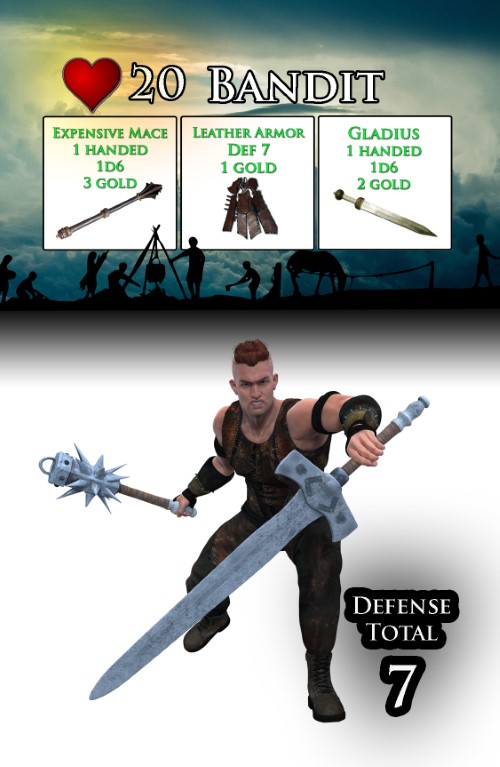 20 Bandit
Expensive Mace
1 handed
1D6
3 gold
Leather Armor
Def 7
1 gold
Gladius
1 handed
1D6
2 gold
Defense
Total
7